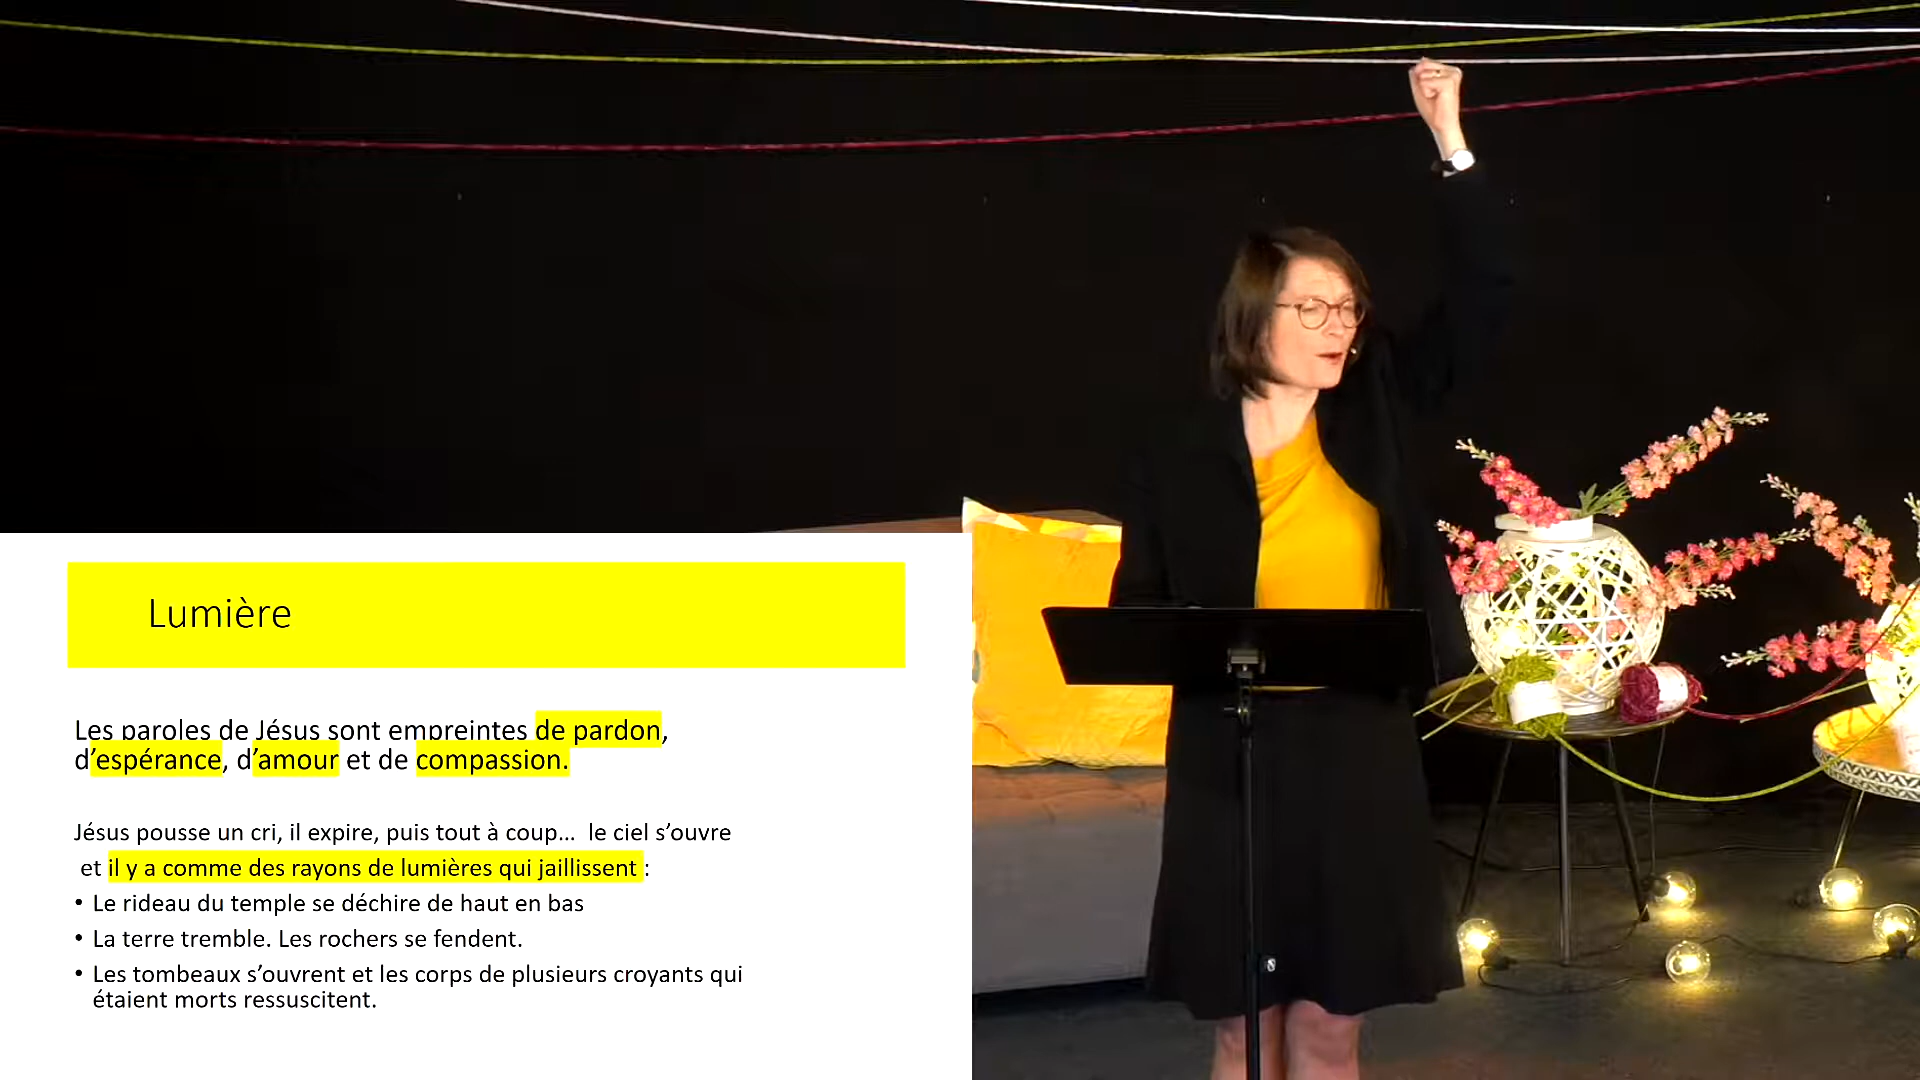 Lumière
Les paroles de Jésus sont empreintes de pardon,
d’espérance, d’amour et de compassion.
Jésus pousse un cri, il expire, puis tout à coup… le ciel s’ouvre
et il y a comme des rayons de lumières qui jaillissent :
• Le rideau du temple se déchire de haut en bas
• La terre tremble. Les rochers se fendent.
• Les tombeaux s’ouvrent et les corps de plusieurs croyants qui
étaient morts ressuscitent.